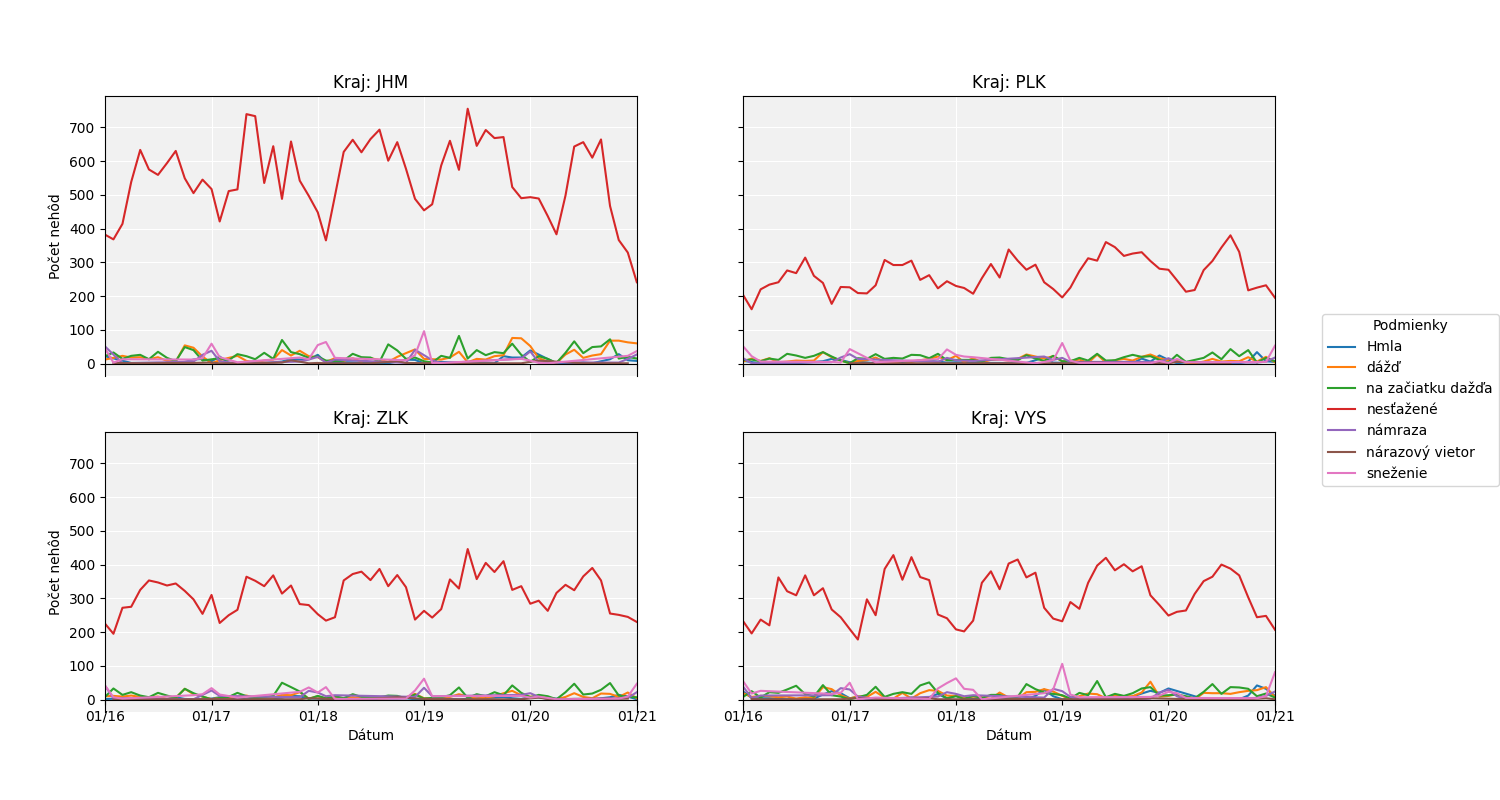 Kraj: JHM
Kraj: PLK
700
600
500
400
300
200
100
0
Počet nehôd
Kraj: ZLK
Kraj: VYS
700
600
500
400
300
200
100
0
Počet nehôd
01/16 01/17 01/18 01/19 01/20 01/21
01/16 01/17 01/18 01/19 01/20 01/21
Dátum
Dátum
Podmienky
Hmla
dážď
na začiatku dažďa
nesťažené
námraza
nárazový vietor
sneženie